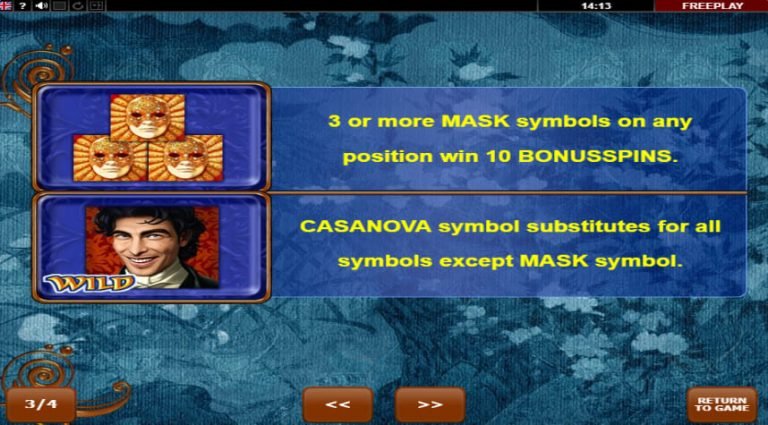 ?
14:13
FREEPLAY
3 or more MASK symbols on any
position win 10 BONUSSPINS.
CASANOVA symbol substitutes for all
symbols except MASK symbol.
WILD
3/4
<<
>>
RETURN
TO GAME